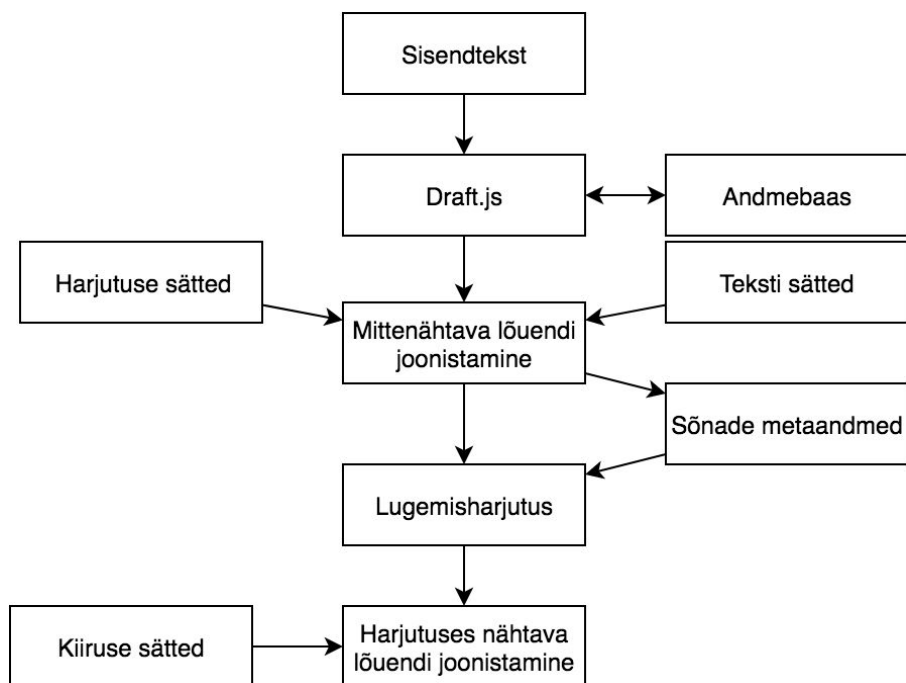 Sisendtekst
Draft.js
Andmebaas
Harjutuse sätted
Teksti sätted
Mittenähtava lõuendi
joonistamine
Sõnade metaandmed
Lugemisharjutus
Kiiruse sätted
Harjutuses nähtava
lõuendi joonistamine